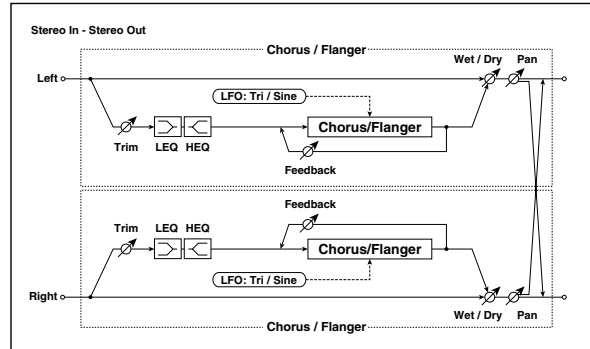 Stereo In - Stereo Out
Chorus / Flanger
Wet / Dry Pan
Left
LFO: Tri / Sine
Chorus/Flanger
Trim LEQ HEQ
Feedback
Feedback
Trim LEQ HEQ
Chorus/Flanger
LFO: Tri / Sine
Right
Wet / Dry Pan
Chorus / Flanger